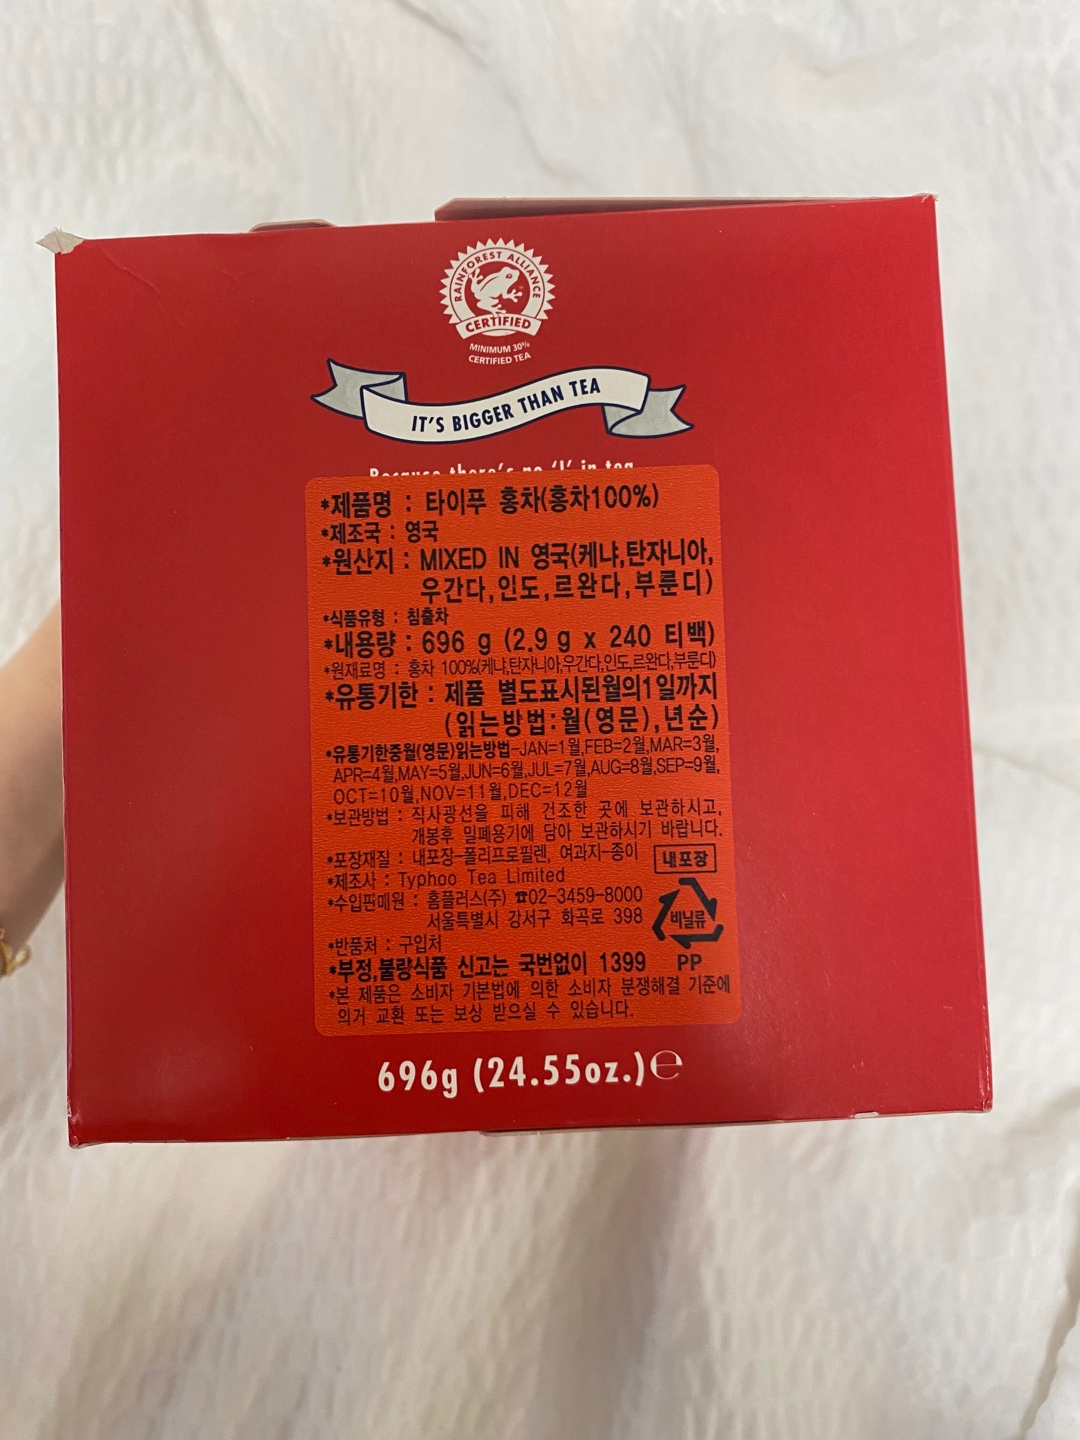 RAINFOREST ALLIANCE
CERTIFIED
MINIMUM 30%
CERTIFIED TEA
IT'S BIGGER THAN TEA
Because there's no 'I' in tea
*제품명 : 타이푸 홍차(홍차100%)
*제조국 : 영국
*원산지 : MIXED IN 영국(케냐,탄자니아,
우간다,인도,르완다,부룬디)
*식품유형 : 침출차
*내용량 : 696 g (2.9 g x 240 티백)
*원재료명 : 홍차 100%(케냐,탄자니아,우간다,인도,르완다,부룬디)
*유통기한 : 제품 별도표시된월의1일까지
(읽는방법:월(영문),년순)
*유통기한중월(영문)읽는방법-JAN=1월,FEB=2월,MAR=3월,
APR=4월,MAY=5월,JUN=6월,JUL=7월,AUG=8월,SEP=9월,
OCT=10월,NOV=11월,DEC=12월
*보관방법 : 직사광선을 피해 건조한 곳에 보관하시고,
개봉후 밀폐용기에 담아 보관하시기 바랍니다.
*포장재질 : 내포장-폴리프로필렌, 여과지-종이
내포장
*제조사 : Typhoo Tea Limited
*수입판매원 : 홈플러스(주) ☎02-3459-8000
서울특별시 강서구 화곡로 398
비닐류
*반품처 : 구입처
*부정,불량식품 신고는 국번없이 1399
PP
*본 제품은 소비자 기본법에 의한 소비자 분쟁해결 기준에
의거 교환 또는 보상 받으실 수 있습니다.
696g (24.55oz.)℮